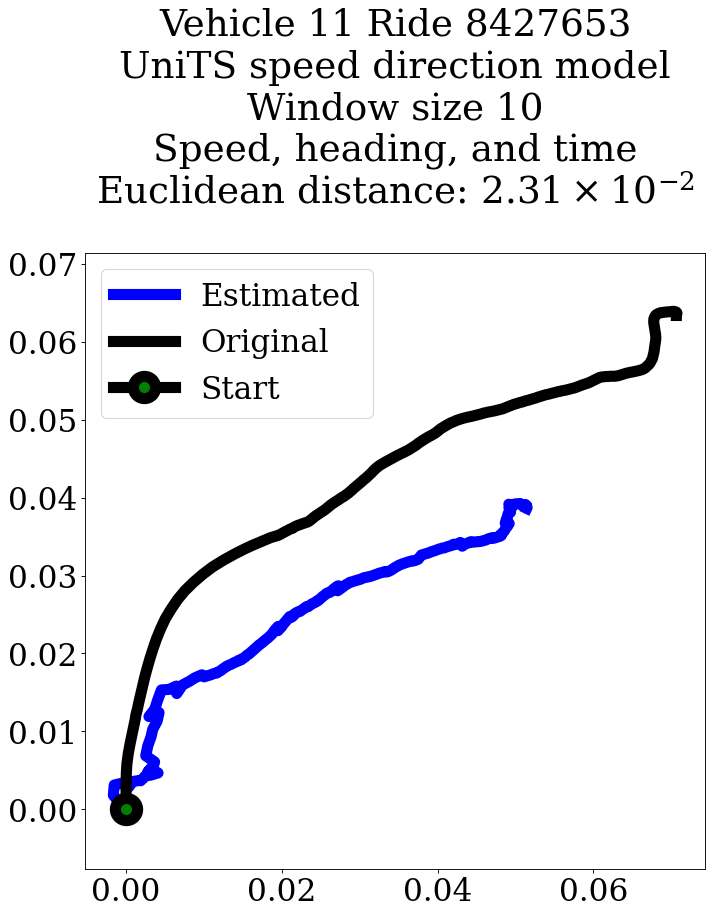 Vehicle 11 Ride 8427653
UniTS speed direction model
Window size 10
Speed, heading, and time
Euclidean distance: 2.31 × 10⁻²
0.07
0.06
0.05
0.04
0.03
0.02
0.01
0.00
Estimated
Original
Start
0.00 0.02 0.04 0.06